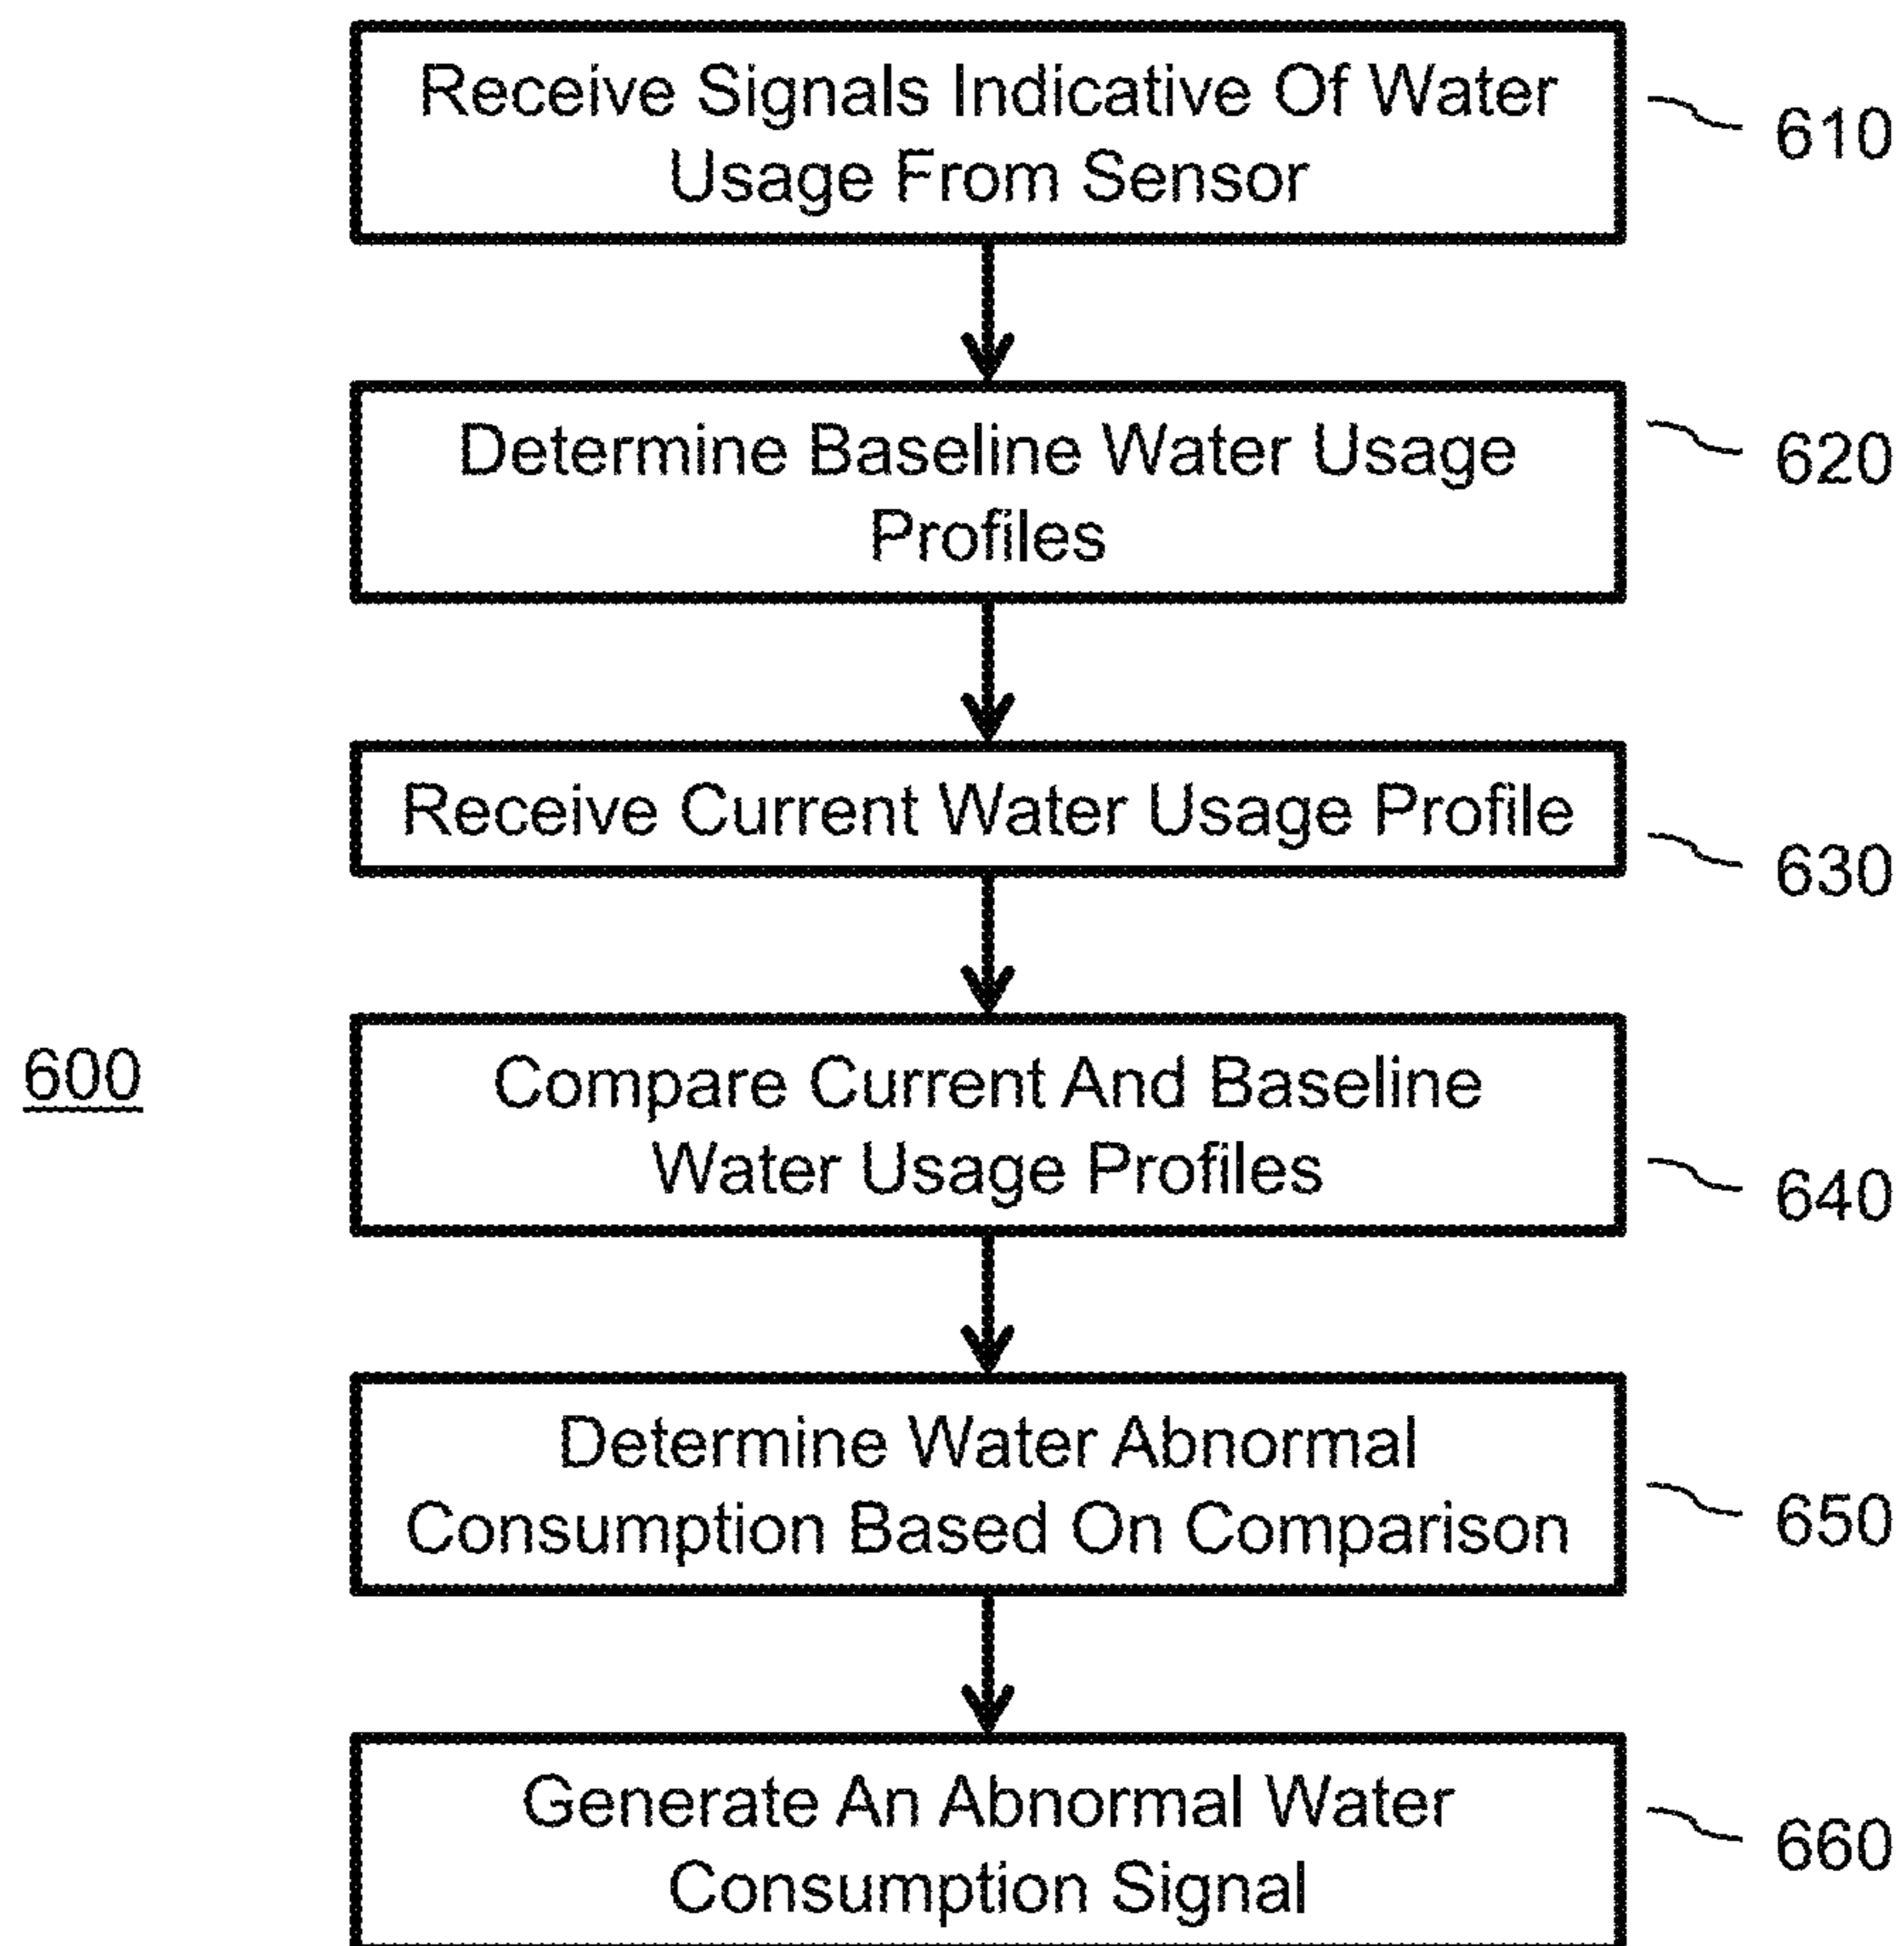 Receive Signals Indicative Of Water
Usage From Sensor
610
Determine Baseline Water Usage
Profiles
620
Receive Current Water Usage Profile
630
600
Compare Current And Baseline
Water Usage Profiles
640
Determine Water Abnormal
Consumption Based On Comparison
650
Generate An Abnormal Water
Consumption Signal
660